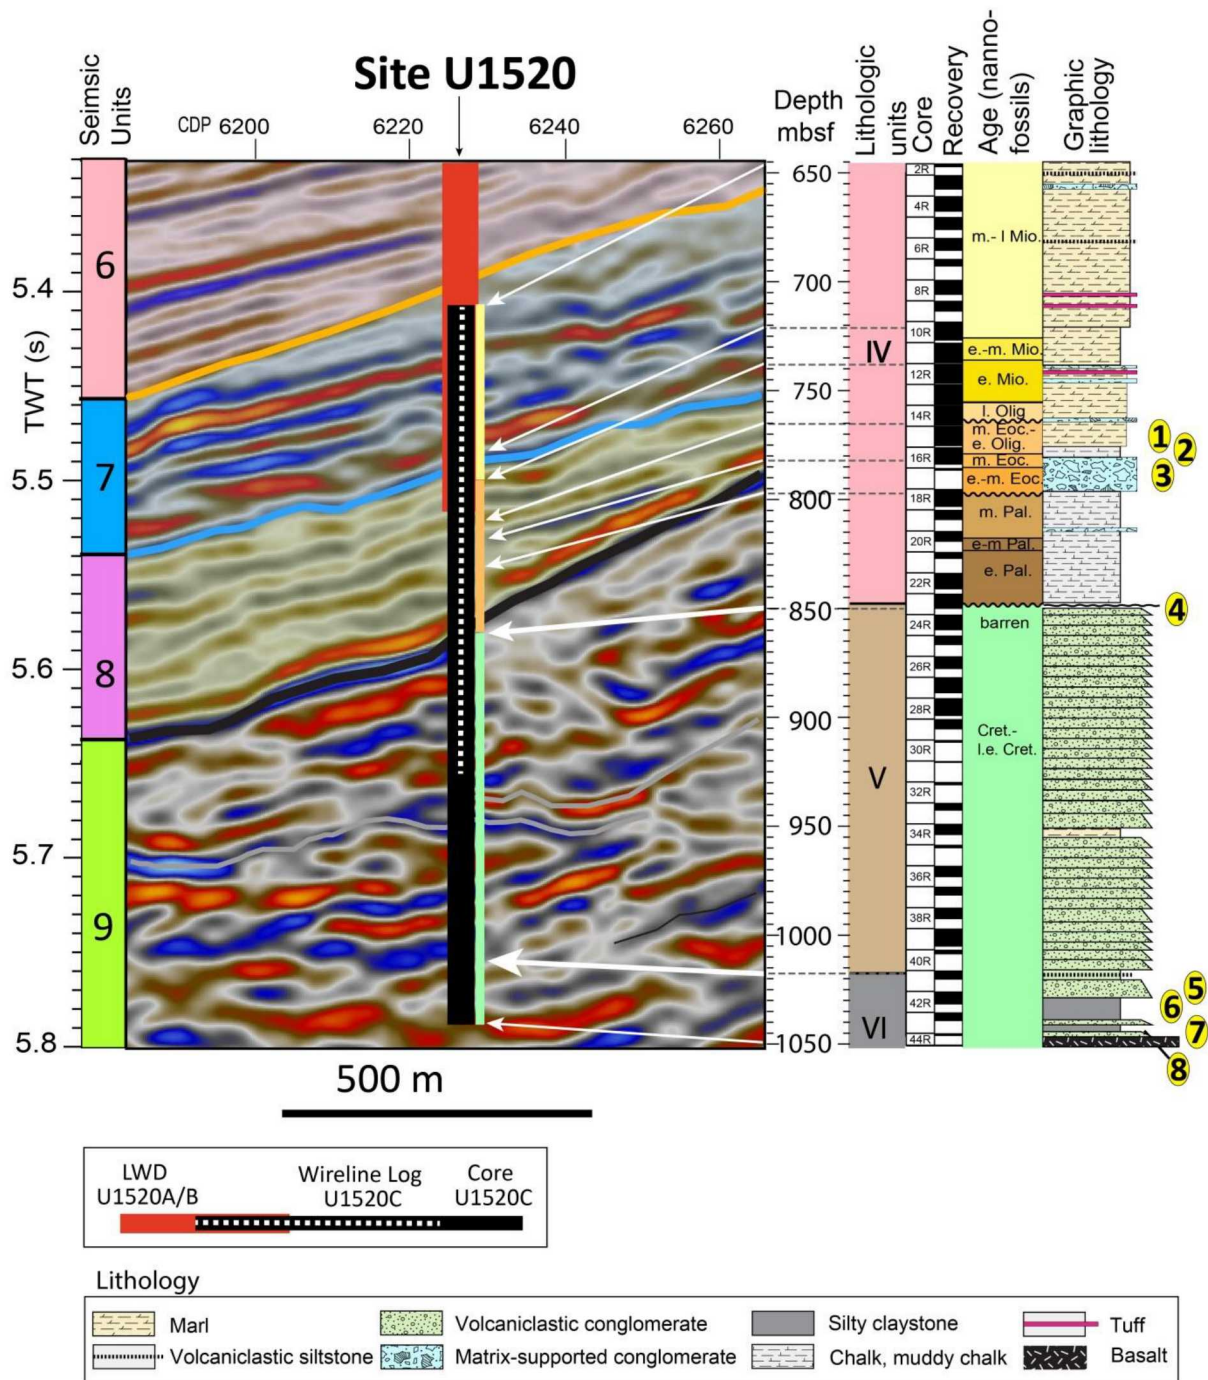 Site U1520
Seimsic
Units
CDP 6200
6220
6240
6260
Depth
mbsf
Lithologic
units
Core
Recovery
Age (nanno-
fossils)
Graphic
lithology
TWT (s)
5.4
5.5
5.6
5.7
5.8
6
7
8
9
650
700
750
800
850
900
950
1000
1050
IV
V
VI
2R
4R
6R
8R
10R
12R
14R
16R
18R
20R
22R
24R
26R
28R
30R
32R
34R
36R
38R
40R
42R
44R
m.- l Mio.
e.-m. Mio.
e. Mio.
l. Olig
m. Eoc.-
e. Olig.
m. Eoc.
e.-m. Eoc
m. Pal.
e-m Pal.
e. Pal.
barren
Cret.-
l.e. Cret.
1
2
3
4
5
6
7
8
500 m
LWD
U1520A/B
Wireline Log
U1520C
Core
U1520C
Lithology
Marl
Volcaniclastic conglomerate
Silty claystone
Tuff
Volcaniclastic siltstone
Matrix-supported conglomerate
Chalk, muddy chalk
Basalt